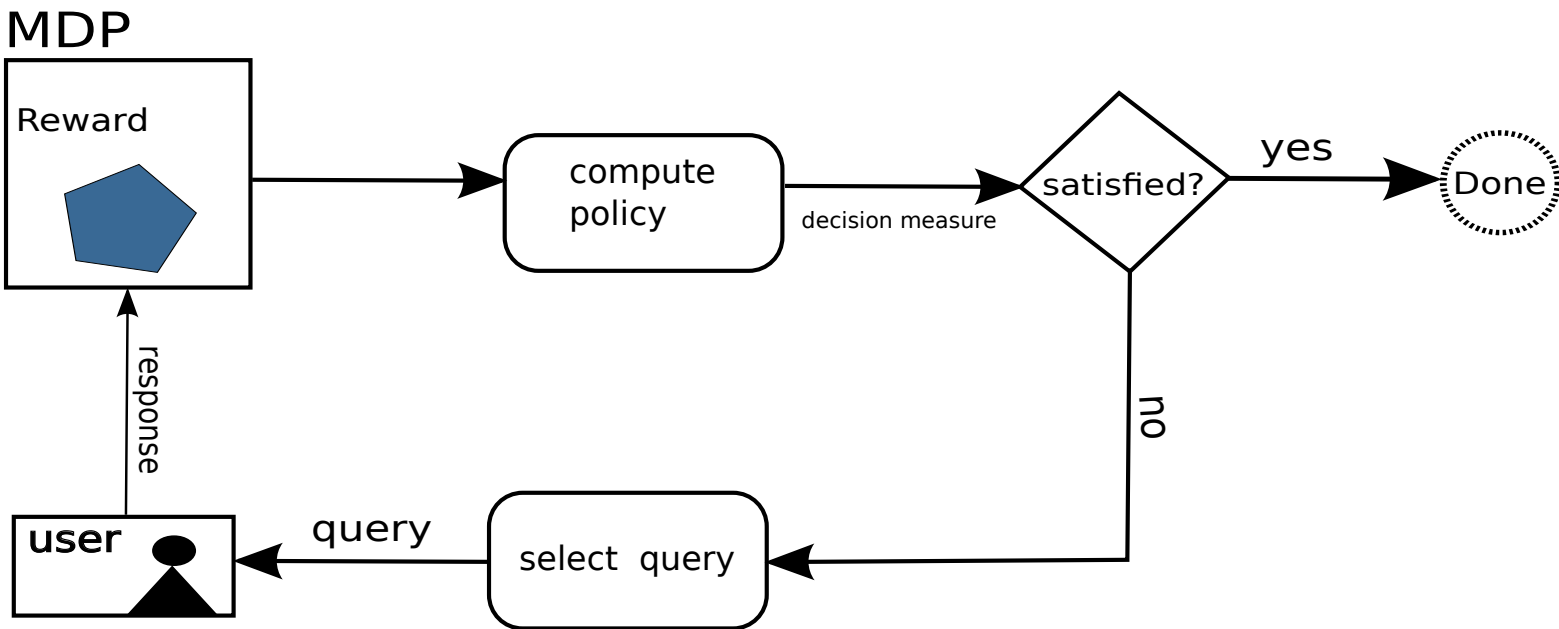 MDP
Reward
compute
policy
decision measure
satisfied?
yes
Done
no
select query
query
user
response